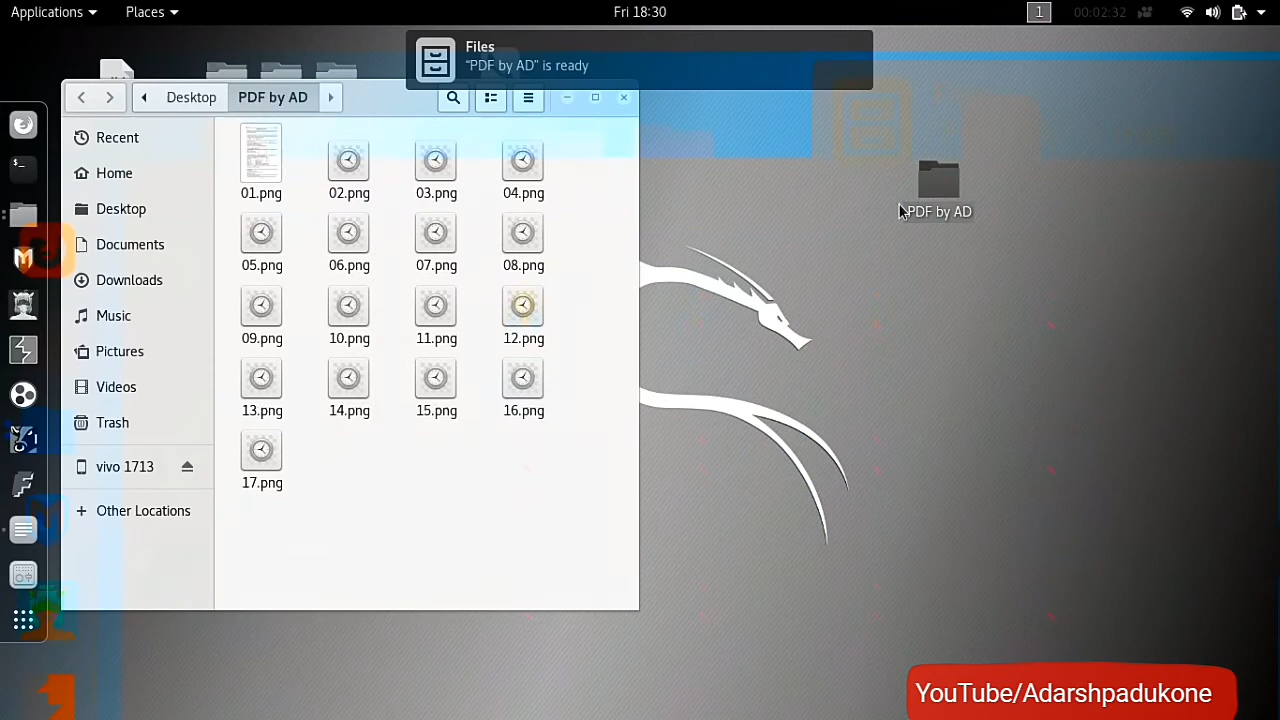 Applications
Places
Fri 18:30
1
00:02:32
Files
“PDF by AD” is ready
Desktop
PDF by AD
Recent
Home
Desktop
Documents
Downloads
Music
Pictures
Videos
Trash
vivo 1713
Other Locations
01.png
02.png
03.png
04.png
05.png
06.png
07.png
08.png
09.png
10.png
11.png
12.png
13.png
14.png
15.png
16.png
17.png
PDF by AD
YouTube/Adarshpadukone